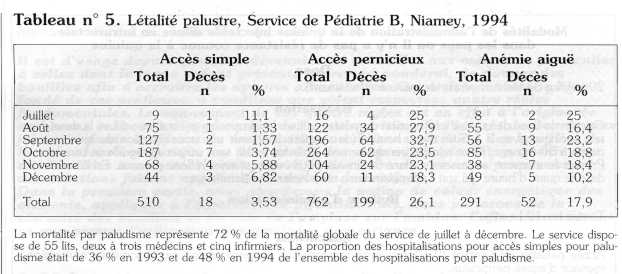 Tableau n° 5. Létalité palustre, Service de Pédiatrie B, Niamey, 1994
Accès simple Accès pernicieux Anémie aiguë
Total Décès Total Décès Total Décès
n % n % n %
Juillet 9 1 11,1 16 4 25 8 2 25
Août 75 1 1,33 122 34 27,9 55 9 16,4
Septembre 127 2 1,57 196 64 32,7 56 13 23,2
Octobre 187 7 3,74 264 62 23,5 85 16 18,8
Novembre 68 4 5,88 104 24 23,1 38 7 18,4
Décembre 44 3 6,82 60 11 18,3 49 5 10,2
Total 510 18 3,53 762 199 26,1 291 52 17,9
La mortalité par paludisme représente 72 % de la mortalité globale du service de juillet à décembre. Le service dispo-
se de 55 lits, deux à trois médecins et cinq infirmiers. La proportion des hospitalisations pour accès simples pour palu-
disme était de 36 % en 1993 et de 48 % en 1994 de l'ensemble des hospitalisations pour paludisme.